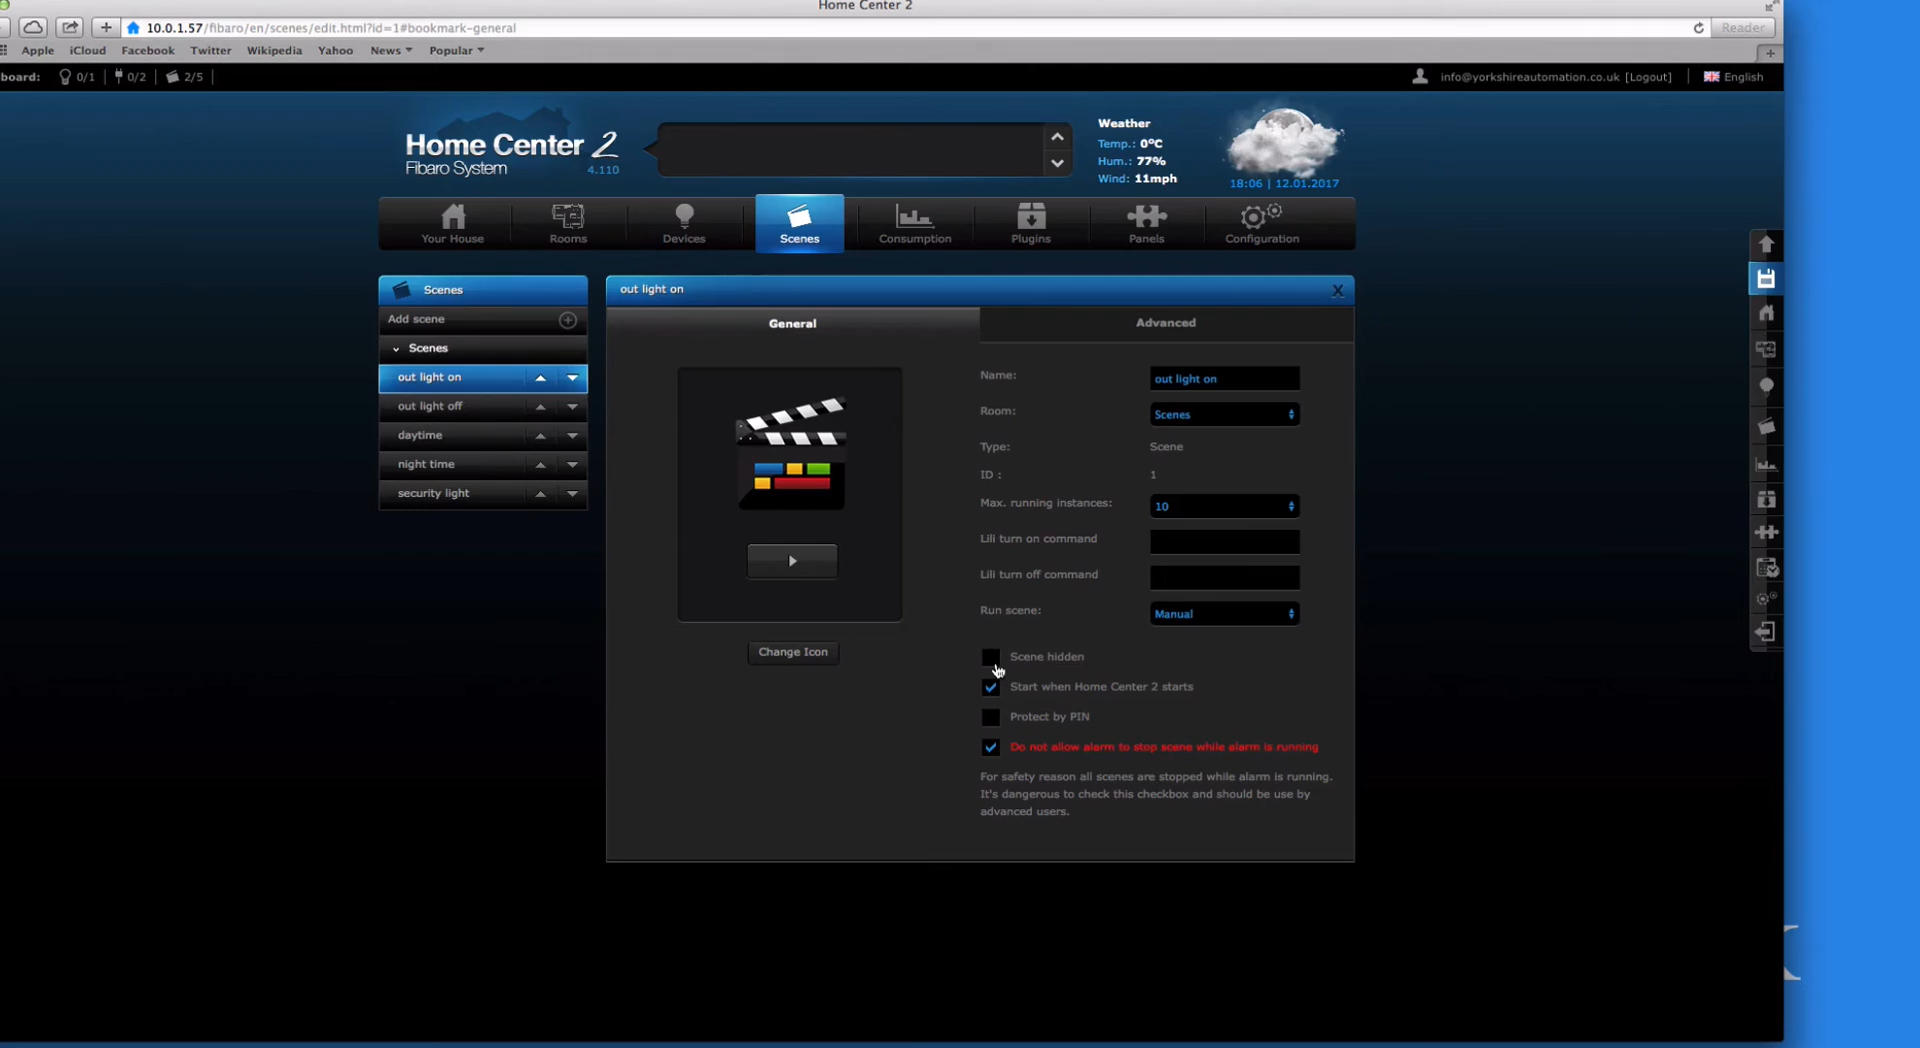 Home Center 2
10.0.1.57/fibaro/en/scenes/edit.html?id=1#bookmark-general
Reader
Apple iCloud Facebook Twitter Wikipedia Yahoo News Popular
board: 0/1 0/2 2/5
info@yorkshireautomation.co.uk [Logout] English
Home Center 2
Fibaro System 4.110
Weather
Temp.: 0°C
Hum.: 77%
Wind: 11mph
18:06 | 12.01.2017
Your House Rooms Devices Scenes Consumption Plugins Panels Configuration
Scenes
Add scene
Scenes
out light on
out light off
daytime
night time
security light
out light on
X
General Advanced
Change Icon
Name: out light on
Room: Scenes
Type: Scene
ID : 1
Max. running instances: 10
Lili turn on command
Lili turn off command
Run scene: Manual
Scene hidden
Start when Home Center 2 starts
Protect by PIN
Do not allow alarm to stop scene while alarm is running
For safety reason all scenes are stopped while alarm is running.
It's dangerous to check this checkbox and should be use by
advanced users.